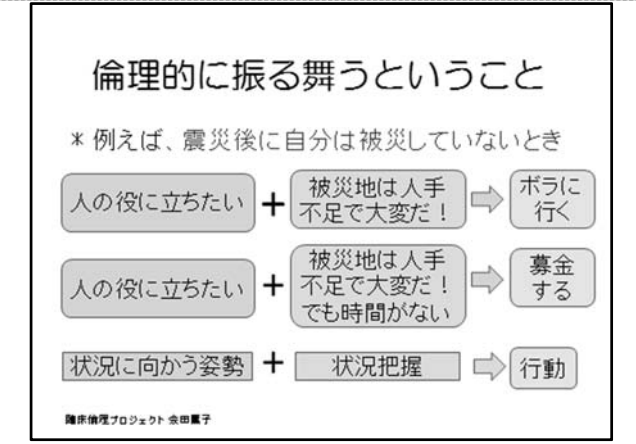 倫理的に振る舞うということ
＊例えば、震災後に自分は被災していないとき
人の役に立ちたい + 被災地は人手
不足で大変だ！ ボラに
行く
人の役に立ちたい + 被災地は人手
不足で大変だ！
でも時間がない 募金
する
状況に向かう姿勢 + 状況把握 行動
臨床倫理プロジェクト 会田薫子